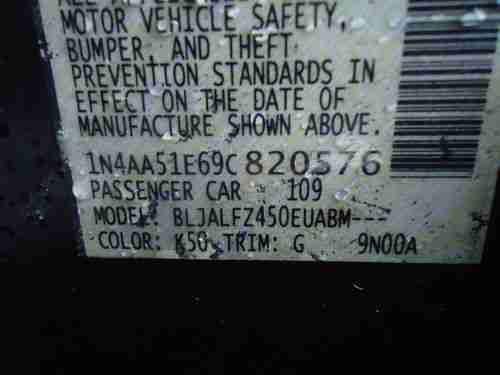 MOTOR VEHICLE SAFETY,
BUMPER, AND THEFT
PREVENTION STANDARDS IN
EFFECT ON THE DATE OF
MANUFACTURE SHOWN ABOVE.
1N4AA51E69C820576
PASSENGER CAR 109
MODEL: BLJALFZ450EUABM---
COLOR: K50 TRIM: G 9N00A